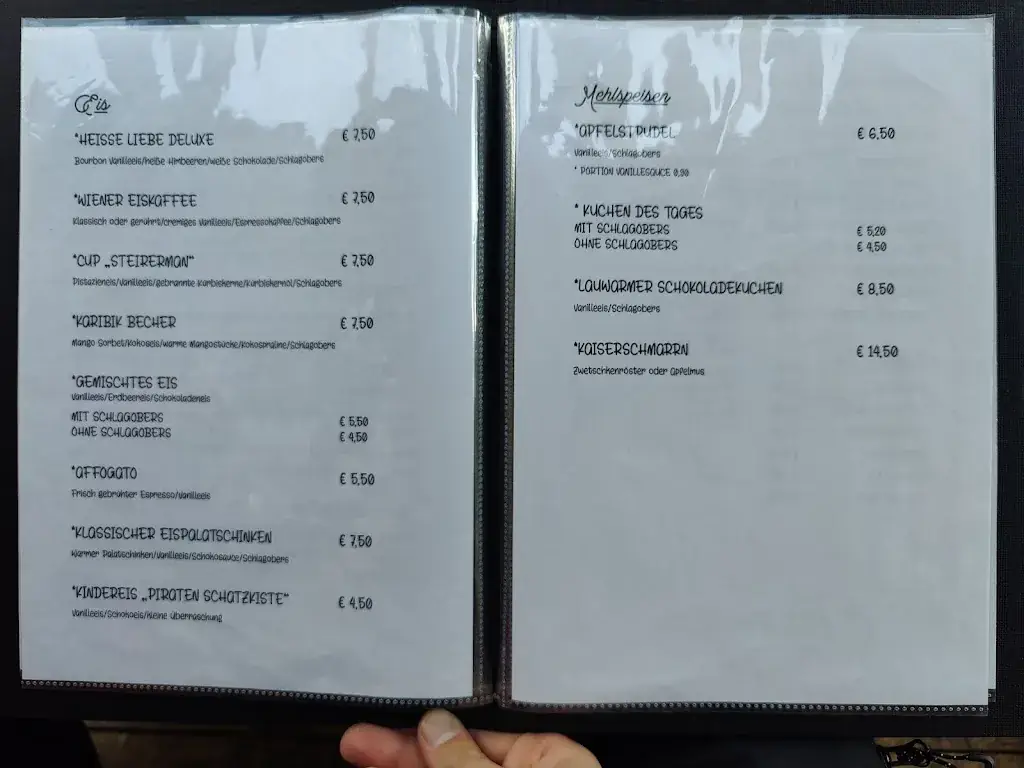 Eis
*HEISSE LIEBE DELUXE € 7,50
Bourbon Vanilleeis/heiße Himbeeren/weiße Schokolade/Schlagobers
*WIENER EISKAFFEE € 7,50
Klassisch oder gerührt/cremiges Vanilleeis/Espressokaffee/Schlagobers
*CUP „STEIRERMAN“ € 7,50
Pistazieneis/Vanilleeis/gebrannte Kürbiskerne/Kürbiskernöl/Schlagobers
*KARIBIK BECHER € 7,50
Mango Sorbet/Kokoseis/warme Mangostücke/Kokospraline/Schlagobers
*GEMISCHTES EIS
Vanilleeis/Erdbeereis/Schokoladeneis
MIT SCHLAGOBERS € 5,50
OHNE SCHLAGOBERS € 4,50
*AFFOGATO € 5,50
Frisch gebrühter Espresso/Vanilleeis
*KLASSISCHER EISPALATSCHINKEN € 7,50
Warmer Palatschinken/Vanilleeis/Schokosauce/Schlagobers
*KINDEREIS „PIRATEN SCHATZKISTE“ € 4,50
Vanilleeis/Schokoeis/Kleine Überraschung
Mehlspeisen
*APFELSTRUDEL € 6,50
Vanilleeis/Schlagobers
* PORTION VANILLESAUCE 0,90
* KUCHEN DES TAGES
MIT SCHLAGOBERS € 5,20
OHNE SCHLAGOBERS € 4,50
*LAUWARMER SCHOKOLADEKUCHEN € 8,50
Vanilleeis/Schlagobers
*KAISERSCHMARRN € 14,50
Zwetschkenröster oder Apfelmus